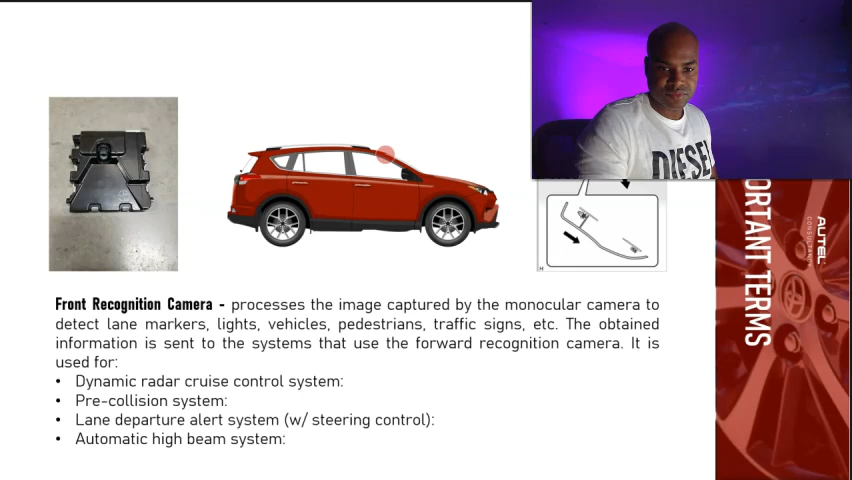 DIESEL
AUTEL
CONSULTANCY
ORTANT TERMS
Front Recognition Camera - processes the image captured by the monocular camera to
detect lane markers, lights, vehicles, pedestrians, traffic signs, etc. The obtained
information is sent to the systems that use the forward recognition camera. It is
used for:
• Dynamic radar cruise control system:
• Pre-collision system:
• Lane departure alert system (w/ steering control):
• Automatic high beam system: